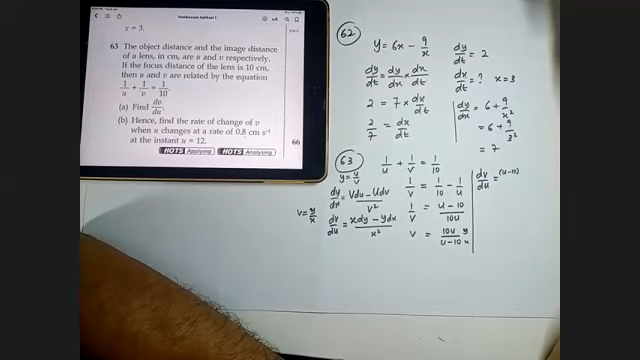 x = 3.
63 The object distance and the image distance
of a lens, in cm, are u and v respectively.
If the focus distance of the lens is 10 cm,
then u and v are related by the equation
1/u + 1/v = 1/10.
(a) Find dv/du.
(b) Hence, find the rate of change of v
when u changes at a rate of 0.8 cm s⁻¹
at the instant u = 12.
HOTS Applying HOTS Analysing
66
62
y = 6x - 9/x
dy/dt = 2
dy/dt = dy/dx × dx/dt
dx/dt = ? x = 3
2 = 7 × dx/dt
dy/dx = 6 + 9/x²
= 6 + 9/3²
2/7 = dx/dt
= 7
63
1/u + 1/v = 1/10
y = u/v
dy/dx = Vdu - Udv / V²
1/v = 1/10 - 1/u
dv/du = (u-10)
v = y/x
dv/du = xdy - ydx / x²
1/v = u - 10 / 10u
v = 10u / u-10 y x